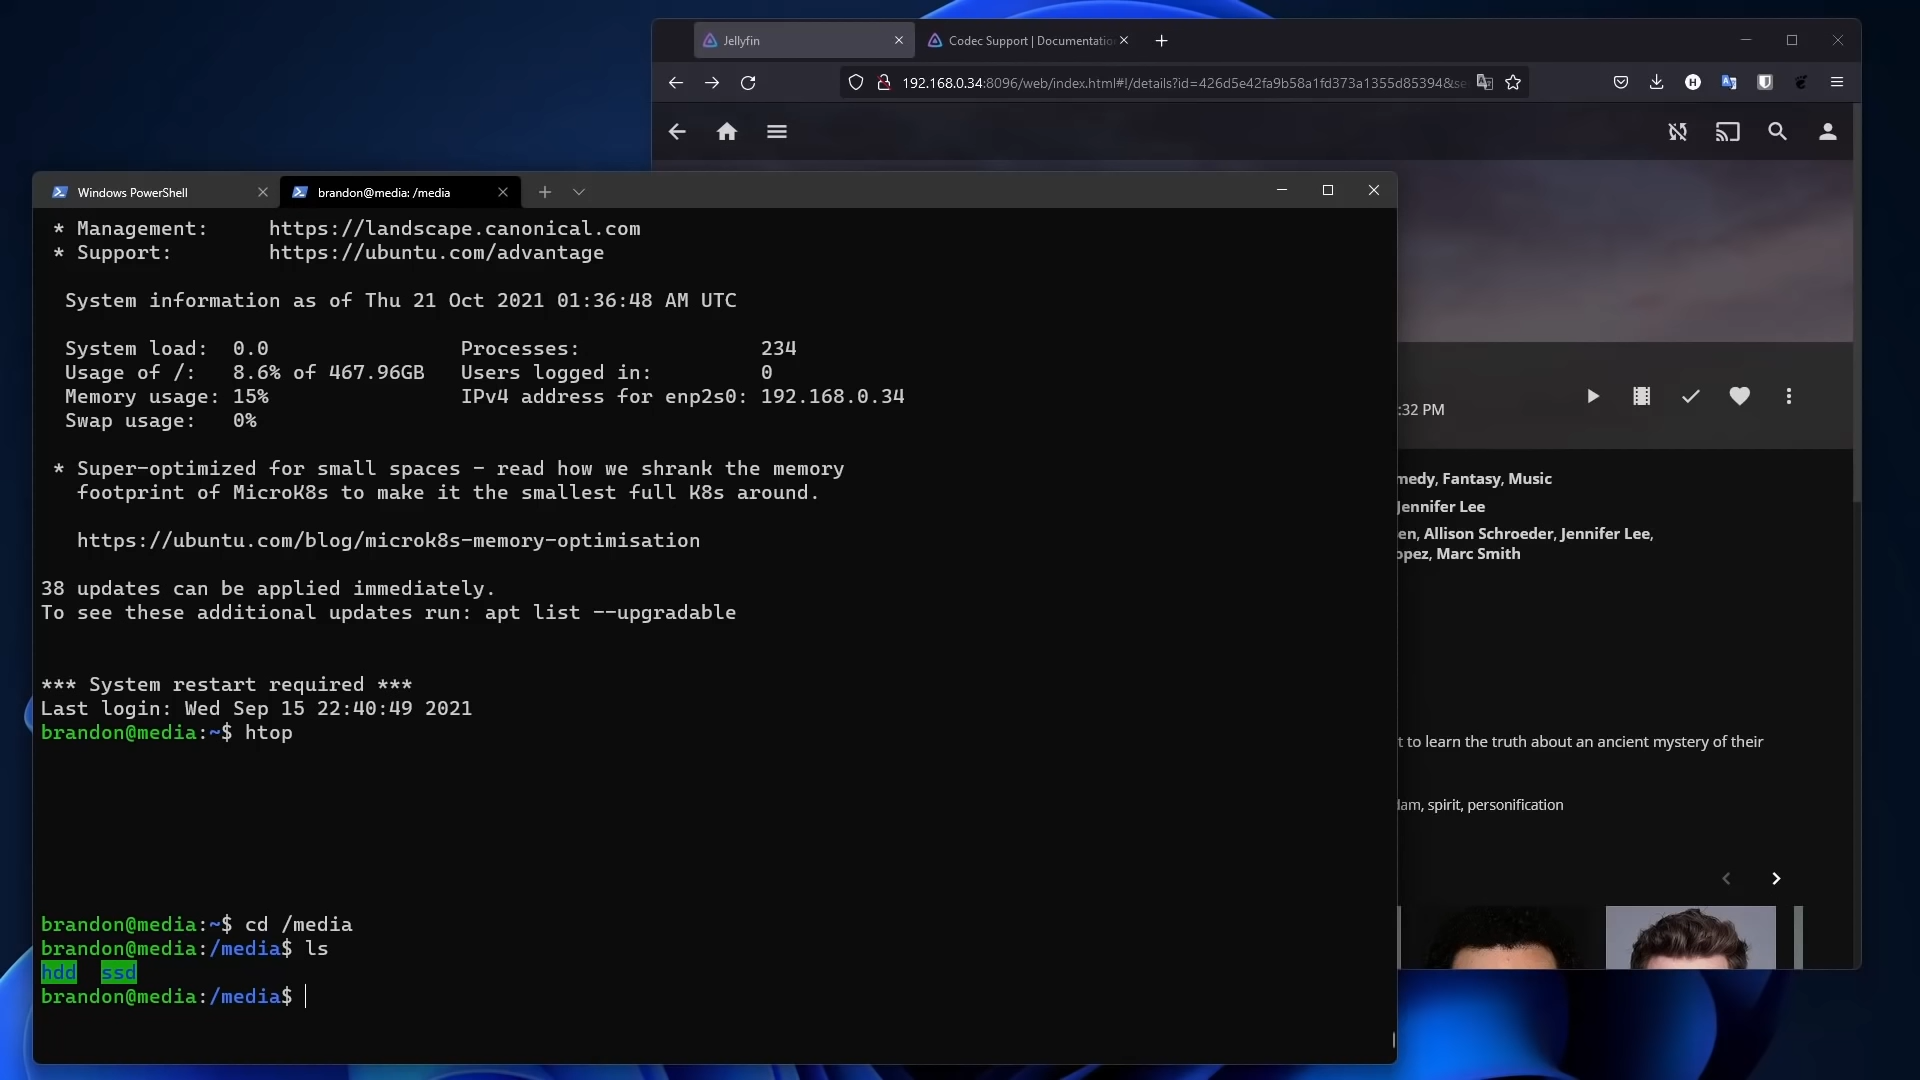 Jellyfin
Codec Support | Documentatio
192.168.0.34:8096/web/index.html#!/details?id=426d5e42fa9b58a1fd373a1355d85394&se
Windows PowerShell
brandon@media: /media
* Management: https://landscape.canonical.com
* Support: https://ubuntu.com/advantage
System information as of Thu 21 Oct 2021 01:36:48 AM UTC
System load: 0.0 Processes: 234
Usage of /: 8.6% of 467.96GB Users logged in: 0
Memory usage: 15% IPv4 address for enp2s0: 192.168.0.34
Swap usage: 0%
* Super-optimized for small spaces - read how we shrank the memory
footprint of MicroK8s to make it the smallest full K8s around.
https://ubuntu.com/blog/microk8s-memory-optimisation
38 updates can be applied immediately.
To see these additional updates run: apt list --upgradable
*** System restart required ***
Last login: Wed Sep 15 22:40:49 2021
brandon@media:~$ htop
brandon@media:~$ cd /media
brandon@media:/media$ ls
hdd ssd
brandon@media:/media$
:32 PM
medy, Fantasy, Music
Jennifer Lee
en, Allison Schroeder, Jennifer Lee,
opez, Marc Smith
t to learn the truth about an ancient mystery of their
dam, spirit, personification